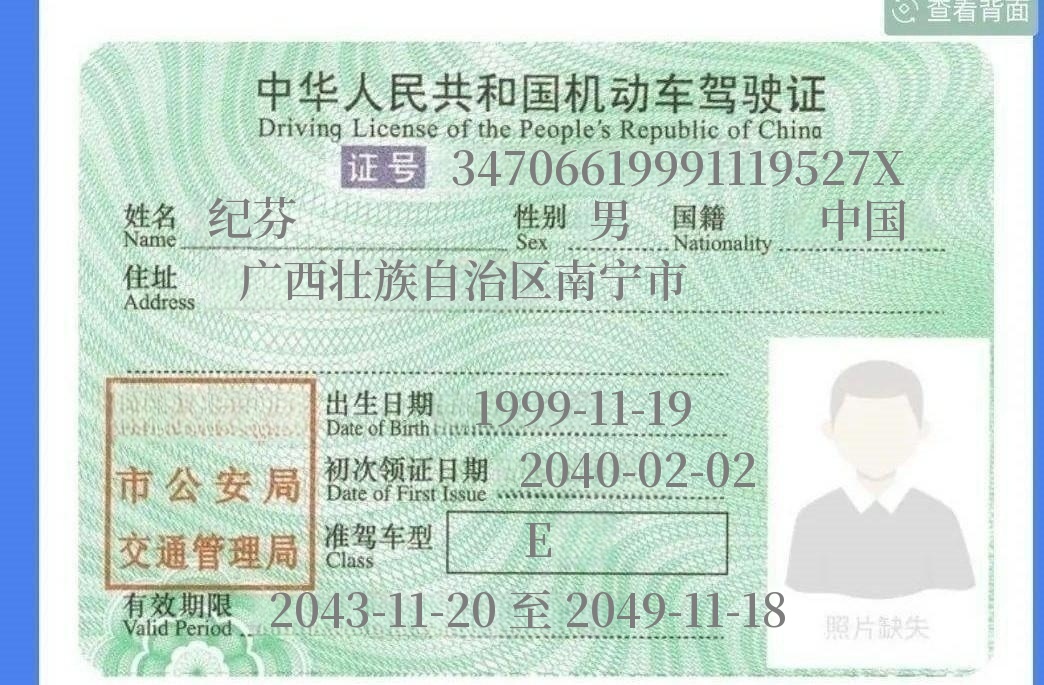 查看背面
中华人民共和国机动车驾驶证
Driving License of the People's Republic of China
证号 34706619991119527X
姓名 纪芬 性别 男 国籍 中国
Name Sex Nationality
住址 广西壮族自治区南宁市
Address
出生日期 1999-11-19
Date of Birth
初次领证日期 2040-02-02
Date of First Issue
市公安局
交通管理局
准驾车型 E
Class
有效期限 2043-11-20 至 2049-11-18
Valid Period
照片缺失